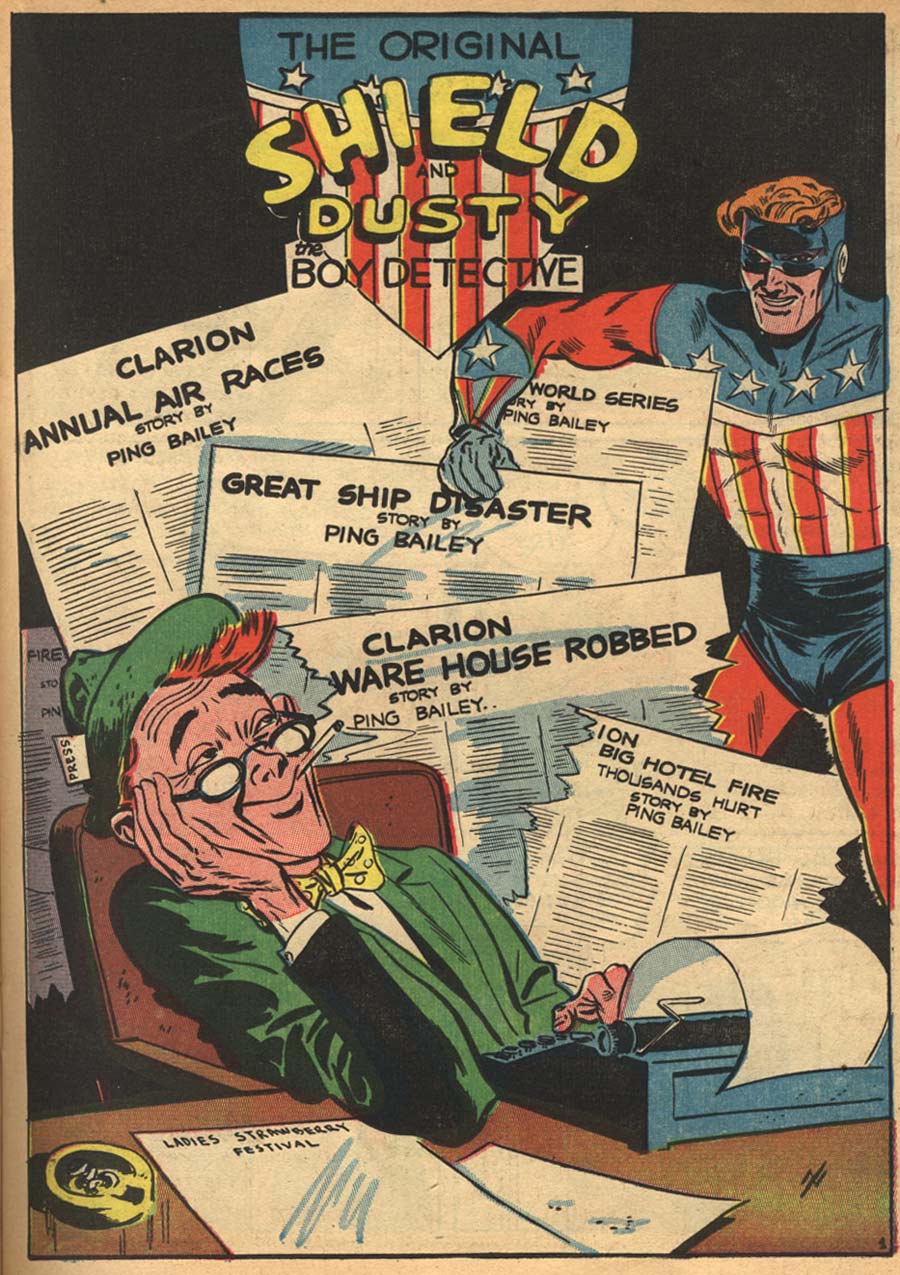 THE ORIGINAL
SHIELD
AND
DUSTY
the
BOY DETECTIVE
CLARION
ANNUAL AIR RACES
STORY BY
PING BAILEY
WORLD SERIES
ORY BY
PING BAILEY
GREAT SHIP DISASTER
STORY BY
PING BAILEY
CLARION
WARE HOUSE ROBBED
STORY BY
PING BAILEY..
FIRE
STO
PIN
PRESS
ION
BIG HOTEL FIRE
THOUSANDS HURT
STORY BY
PING BAILEY
LADIES STRAWBERRY
FESTIVAL
1